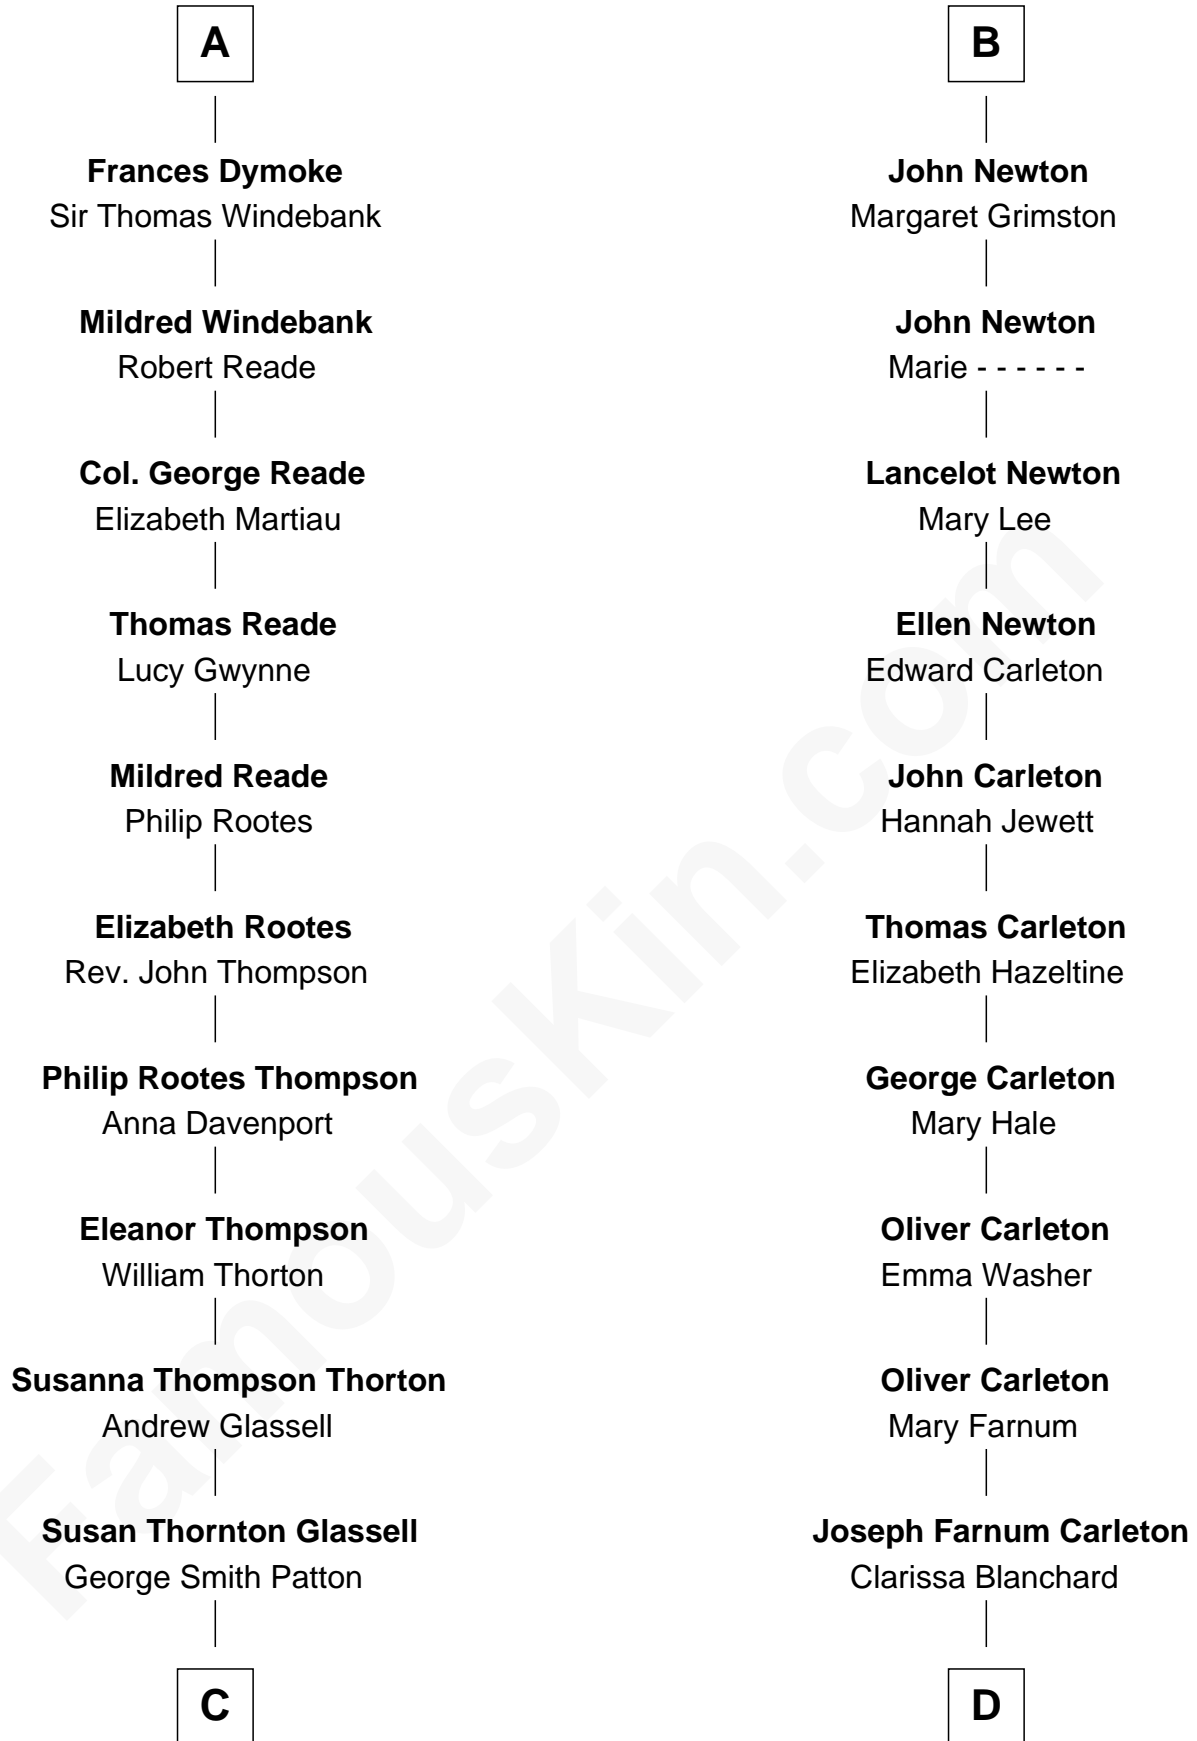 A
Frances Dymoke
Sir Thomas Windebank
Mildred Windebank
Robert Reade
Col. George Reade
Elizabeth Martiau
Thomas Reade
Lucy Gwynne
Mildred Reade
Philip Rootes
Elizabeth Rootes
Rev. John Thompson
Philip Rootes Thompson
Anna Davenport
Eleanor Thompson
William Thorton
Susanna Thompson Thorton
Andrew Glassell
Susan Thornton Glassell
George Smith Patton
C
B
John Newton
Margaret Grimston
John Newton
Marie - - - - - -
Lancelot Newton
Mary Lee
Ellen Newton
Edward Carleton
John Carleton
Hannah Jewett
Thomas Carleton
Elizabeth Hazeltine
George Carleton
Mary Hale
Oliver Carleton
Emma Washer
Oliver Carleton
Mary Farnum
Joseph Farnum Carleton
Clarissa Blanchard
D
FamousKin.com